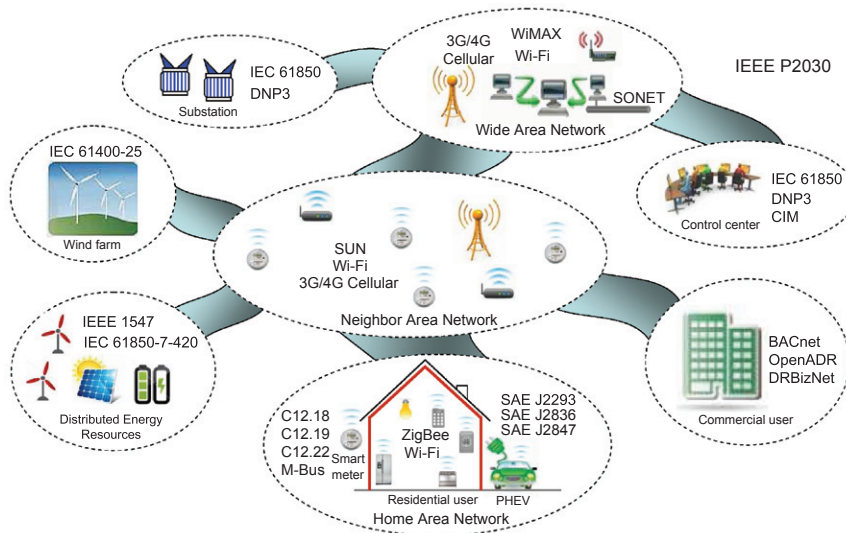 3G/4G
Cellular
WiMAX
Wi-Fi
SONET
Wide Area Network
IEEE P2030
IEC 61850
DNP3
Substation
IEC 61400-25
Wind farm
IEC 61850
DNP3
CIM
Control center
SUN
Wi-Fi
3G/4G Cellular
Neighbor Area Network
IEEE 1547
IEC 61850-7-420
Distributed Energy
Resources
BACnet
OpenADR
DRBizNet
Commercial user
C12.18
C12.19
C12.22
M-Bus
Smart
meter
ZigBee
Wi-Fi
SAE J2293
SAE J2836
SAE J2847
Residential user
PHEV
Home Area Network